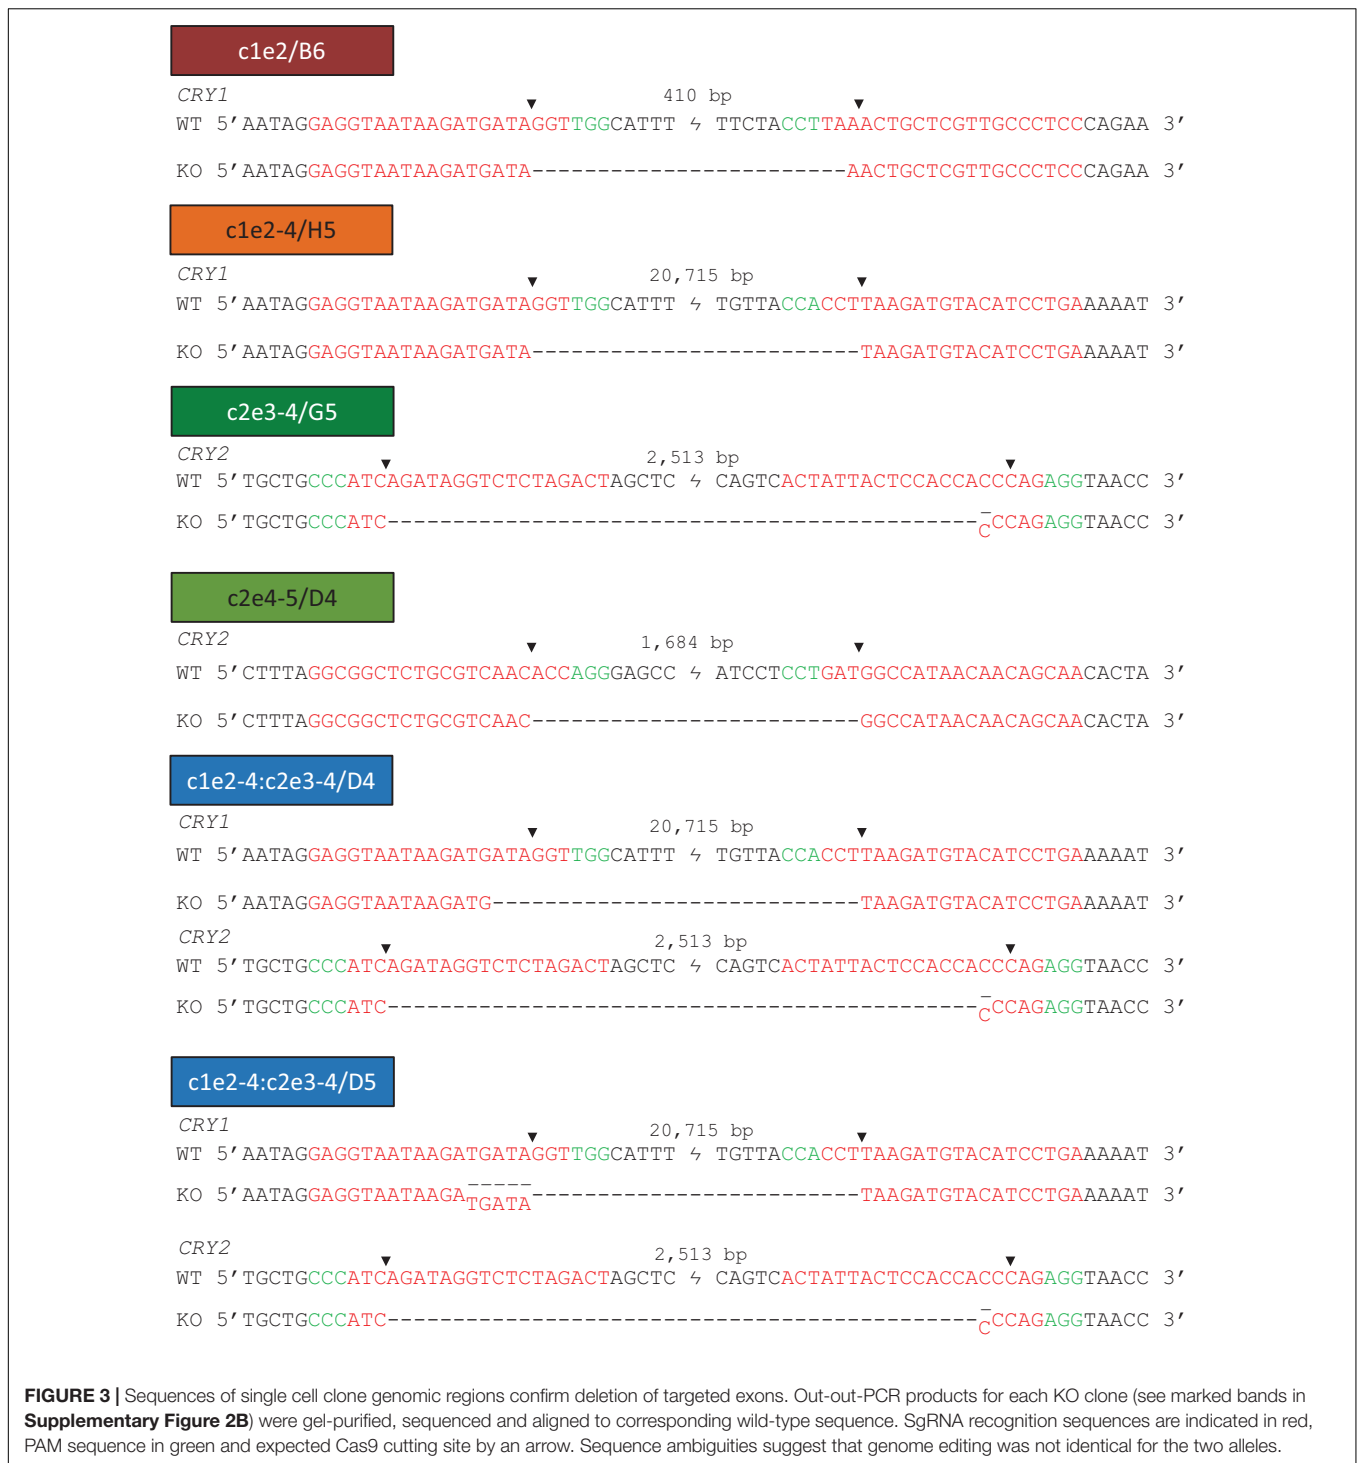 c1e2/B6
CRY1
410 bp
WT 5′AATAGGAGGTAATAAGATGATAGGTTGGCATTT ϟ TTCTACCTTAAACTGCTCGTTGCCCTCCCAGAA 3′
KO 5′AATAGGAGGTAATAAGATGATA------------------------AACTGCTCGTTGCCCTCCCAGAA 3′
c1e2-4/H5
CRY1
20,715 bp
WT 5′AATAGGAGGTAATAAGATGATAGGTTGGCATTT ϟ TGTTACCACCTTAAGATGTACATCCTGAAAAAT 3′
KO 5′AATAGGAGGTAATAAGATGATA-------------------------TAAGATGTACATCCTGAAAAAT 3′
c2e3-4/G5
CRY2
2,513 bp
WT 5′TGCTGCCCATCAGATAGGTCTCTAGACTAGCTC ϟ CAGTCACTATTACTCCACCACCCAGAGGTAACC 3′
KO 5′TGCTGCCCATC---------------------------------------------C̅CCAGAGGTAACC 3′
c2e4-5/D4
CRY2
1,684 bp
WT 5′CTTTAGGCGGCTCTGCGTCAACACCAGGGAGCC ϟ ATCCTCCTGATGGCCATAACAACAGCAACACTA 3′
KO 5′CTTTAGGCGGCTCTGCGTCAAC-------------------------GGCCATAACAACAGCAACACTA 3′
c1e2-4:c2e3-4/D4
CRY1
20,715 bp
WT 5′AATAGGAGGTAATAAGATGATAGGTTGGCATTT ϟ TGTTACCACCTTAAGATGTACATCCTGAAAAAT 3′
KO 5′AATAGGAGGTAATAAGATG----------------------------TAAGATGTACATCCTGAAAAAT 3′
CRY2
2,513 bp
WT 5′TGCTGCCCATCAGATAGGTCTCTAGACTAGCTC ϟ CAGTCACTATTACTCCACCACCCAGAGGTAACC 3′
KO 5′TGCTGCCCATC---------------------------------------------C̅CCAGAGGTAACC 3′
c1e2-4:c2e3-4/D5
CRY1
20,715 bp
WT 5′AATAGGAGGTAATAAGATGATAGGTTGGCATTT ϟ TGTTACCACCTTAAGATGTACATCCTGAAAAAT 3′
KO 5′AATAGGAGGTAATAAGAT̅G̅A̅T̅A̅-------------------------TAAGATGTACATCCTGAAAAAT 3′
CRY2
2,513 bp
WT 5′TGCTGCCCATCAGATAGGTCTCTAGACTAGCTC ϟ CAGTCACTATTACTCCACCACCCAGAGGTAACC 3′
KO 5′TGCTGCCCATC---------------------------------------------C̅CCAGAGGTAACC 3′
FIGURE 3 | Sequences of single cell clone genomic regions confirm deletion of targeted exons. Out-out-PCR products for each KO clone (see marked bands in
Supplementary Figure 2B) were gel-purified, sequenced and aligned to corresponding wild-type sequence. SgRNA recognition sequences are indicated in red,
PAM sequence in green and expected Cas9 cutting site by an arrow. Sequence ambiguities suggest that genome editing was not identical for the two alleles.